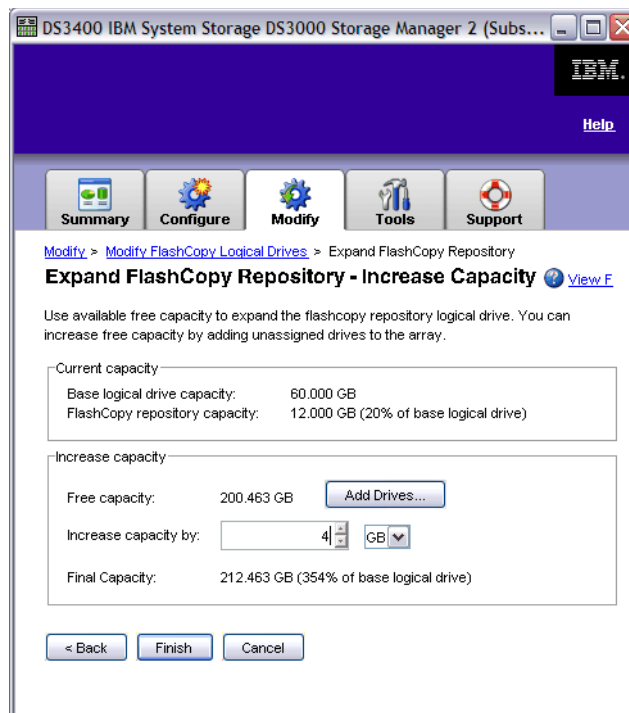 DS3400 IBM System Storage DS3000 Storage Manager 2 (Subs...
IBM.
Help
Summary
Configure
Modify
Tools
Support
Modify > Modify FlashCopy Logical Drives > Expand FlashCopy Repository
Expand FlashCopy Repository - Increase Capacity View F
Use available free capacity to expand the flashcopy repository logical drive. You can
increase free capacity by adding unassigned drives to the array.
Current capacity
Base logical drive capacity: 60.000 GB
FlashCopy repository capacity: 12.000 GB (20% of base logical drive)
Increase capacity
Free capacity: 200.463 GB Add Drives...
Increase capacity by: 4 GB
Final Capacity: 212.463 GB (354% of base logical drive)
< Back Finish Cancel